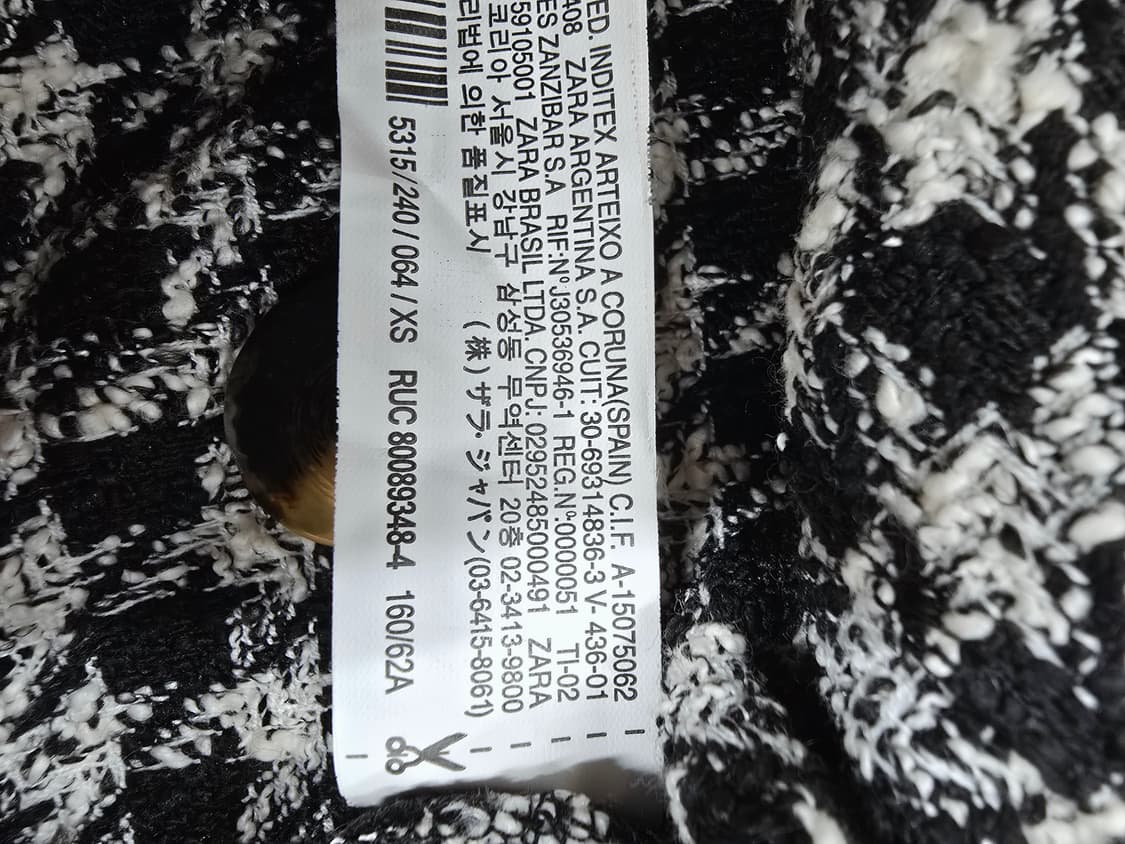 ED. INDITEX ARTEIXO A CORUNA(SPAIN) C.I.F. A-15075062
408 ZARA ARGENTINA S.A. CUIT: 30-69314836-3 V- 436-01
ES ZANZIBAR S.A RIF:Nº J30536946-1 REG.Nº:0000051 TI-02
59105001 ZARA BRASIL LTDA. CNPJ: 02952485000491 ZARA
코리아 서울시 강남구 삼성동 무역센터 20층 02-3413-9800
리법에 의한 품질표시 (株)ザラ・ジャパン(03-6415-8061)
5315/240/064/XS RUC 80089348-4 160/62A